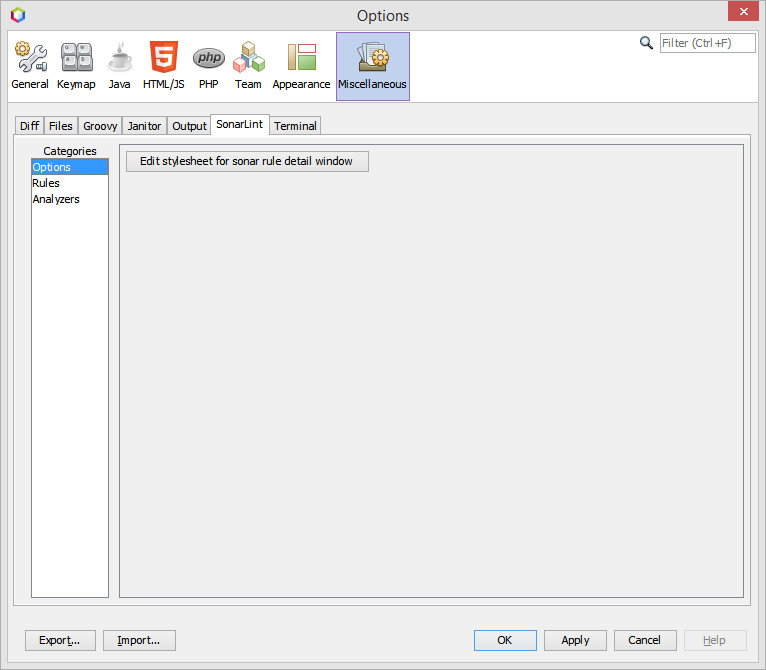 Options
Filter (Ctrl+F)
General Keymap Java HTML/JS PHP Team Appearance Miscellaneous
Diff Files Groovy Janitor Output SonarLint Terminal
Categories
Options
Rules
Analyzers
Edit stylesheet for sonar rule detail window
Export... Import... OK Apply Cancel Help